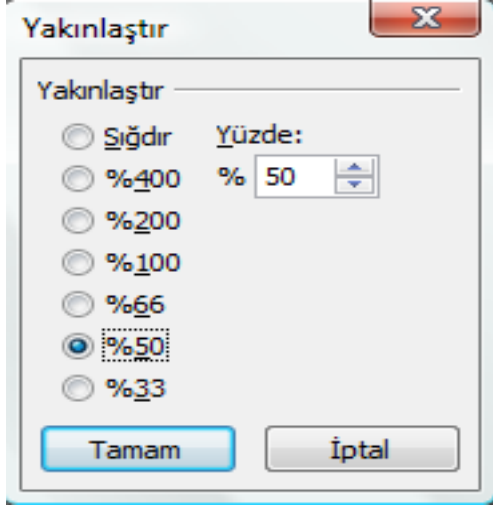 Yakınlaştır
Yakınlaştır
Sığdır Yüzde:
%400 % 50
%200
%100
%66
%50
%33
Tamam İptal